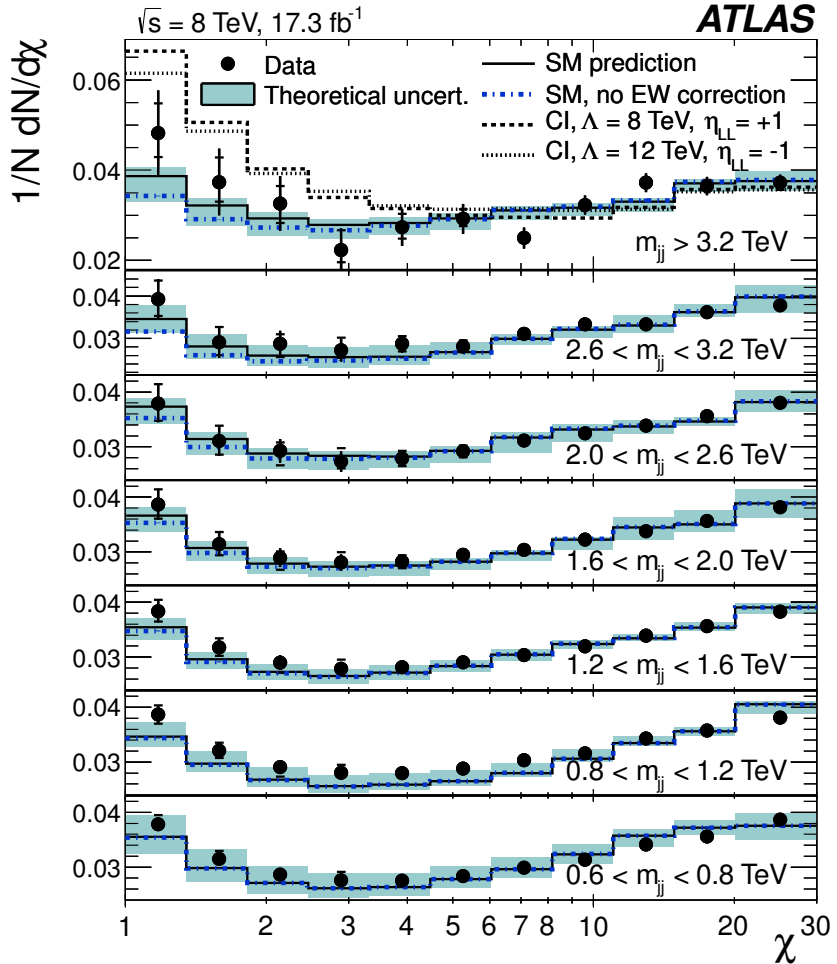 √s = 8 TeV, 17.3 fb⁻¹ ATLAS
1/N dN/dχ
0.06
0.04
0.02
Data
Theoretical uncert.
SM prediction
SM, no EW correction
CI, Λ = 8 TeV, η_LL = +1
CI, Λ = 12 TeV, η_LL = -1
m_jj > 3.2 TeV
0.04
0.03
2.6 < m_jj < 3.2 TeV
0.04
0.03
2.0 < m_jj < 2.6 TeV
0.04
0.03
1.6 < m_jj < 2.0 TeV
0.04
0.03
1.2 < m_jj < 1.6 TeV
0.04
0.03
0.8 < m_jj < 1.2 TeV
0.04
0.03
0.6 < m_jj < 0.8 TeV
1 2 3 4 5 6 7 8 10 20 30
χ